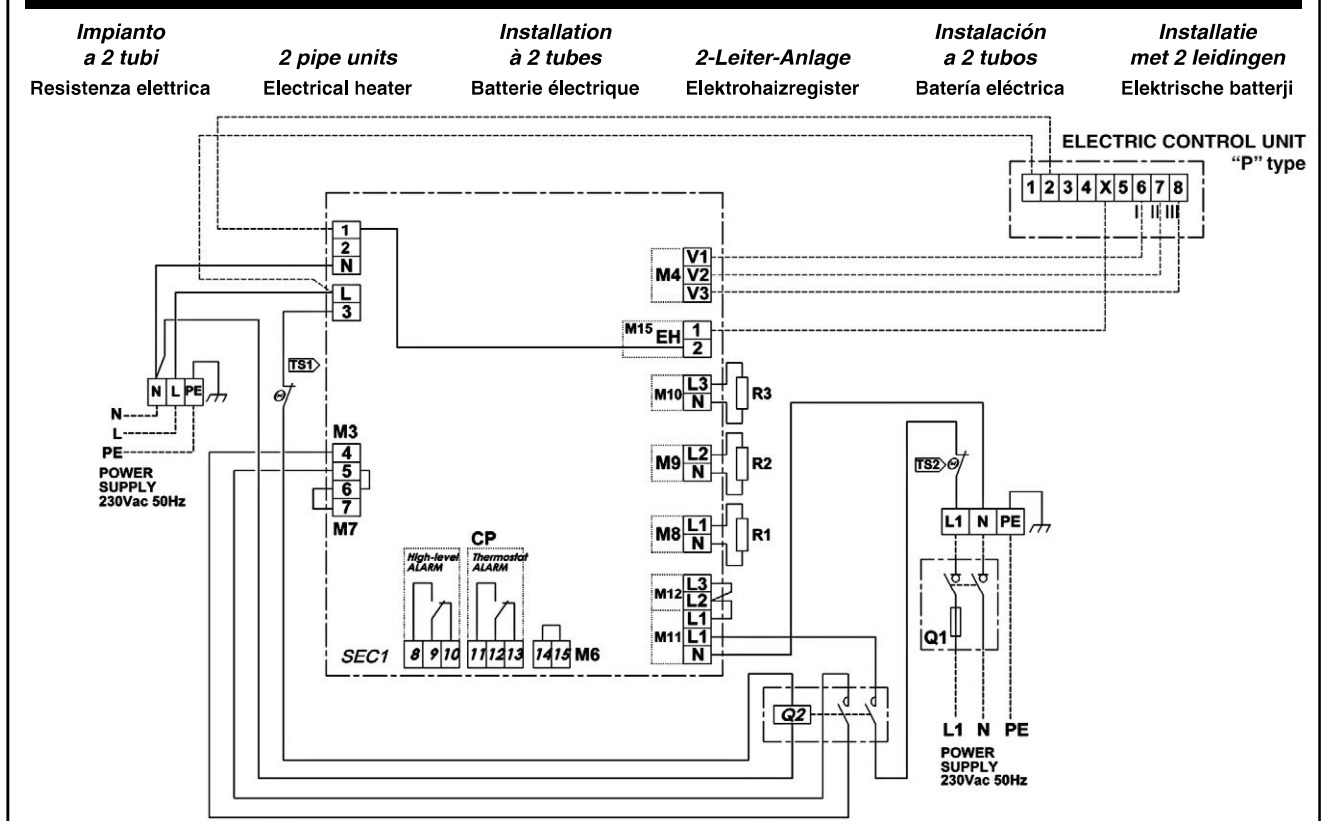 Impianto a 2 tubi
Resistenza elettrica
2 pipe units
Electrical heater
Installation à 2 tubes
Batterie électrique
2-Leiter-Anlage
Elektrohaizregister
Instalación a 2 tubos
Batería eléctrica
Installatie met 2 leidingen
Elektrische batterji
ELECTRIC CONTROL UNIT
“P” type
1 2 3 4 X 5 6 7 8
I II III
1
2
N
L
3
TS1
N L PE
N
L
PE
POWER
SUPPLY
230Vac 50Hz
M3
4
5
6
7
M7
M4
V1
V2
V3
M15 EH
1
2
M10
L3
N
R3
M9
L2
N
R2
M8
L1
N
R1
M12
L3
L2
L1
M11
L1
N
CP
High-level
ALARM
Thermostat
ALARM
SEC1
8 9 10
11 12 13
14 15 M6
Q2
TS2
L1 N PE
Q1
L1 N PE
POWER
SUPPLY
230Vac 50Hz